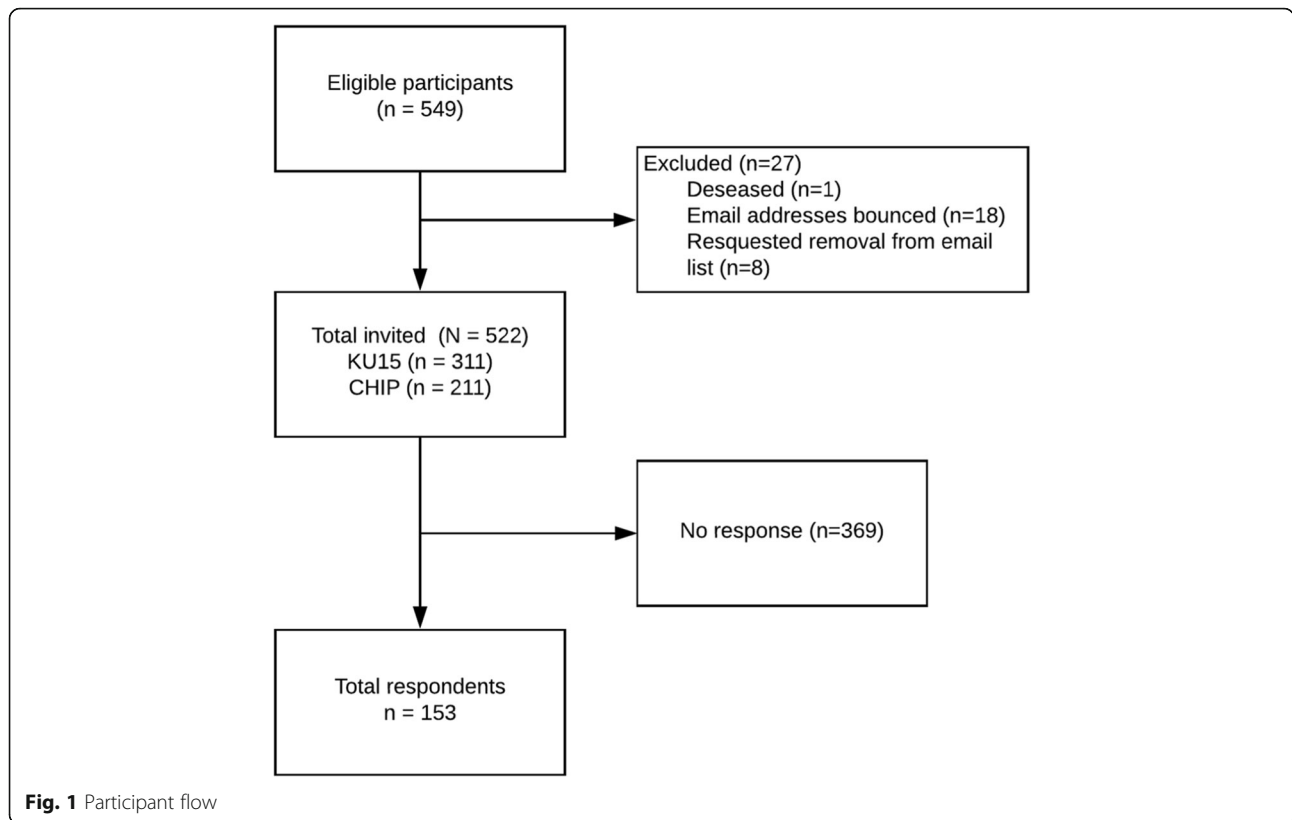 Eligible participants
(n = 549)
Excluded (n=27)
Deseased (n=1)
Email addresses bounced (n=18)
Resquested removal from email
list (n=8)
Total invited (N = 522)
KU15 (n = 311)
CHIP (n = 211)
No response (n=369)
Total respondents
n = 153
Fig. 1 Participant flow